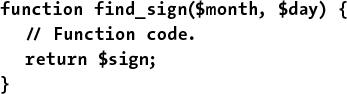 function find_sign($month, $day) {
// Function code.
return $sign;
}